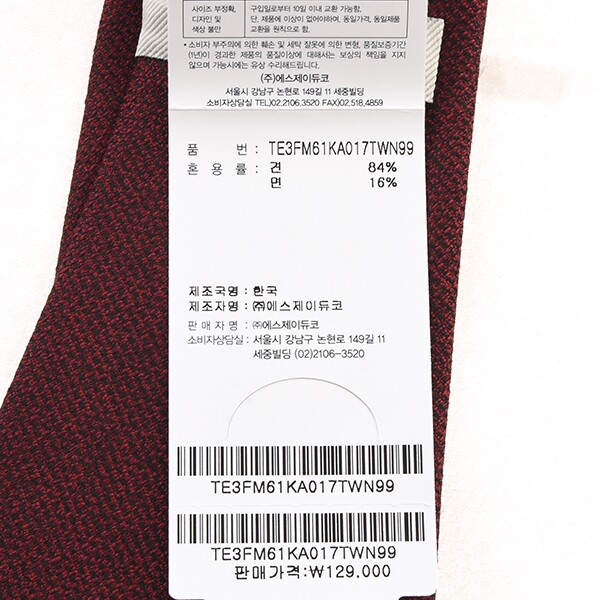 사이즈 부정확,
디자인 및
색상 불만
구입일로부터 10일 이내 교환 가능함.
단, 제품에 이상이 없어야하며, 동일가격, 동일제품
교환을 원칙으로 함.
• 소비자 부주의에 의한 훼손 및 세탁 잘못에 의한 변형, 품질보증기간
(1년)이 경과한 제품의 품질이상에 대해서는 보상의 책임을 지지
않으며 가능시에는 유상 수리해드립니다.
(주)에스제이듀코
서울시 강남구 논현로 149길 11 세중빌딩
소비자상담실 TEL)02.2106.3520 FAX)02.518.4859
품 번 : TE3FM61KA017TWN99
혼 용 률 : 견 84%
면 16%
제조국명 : 한국
제조자명 : ㈜에스제이듀코
판매자명 : ㈜에스제이듀코
소비자상담실 : 서울시 강남구 논현로 149길 11
세중빌딩 (02)2106-3520
TE3FM61KA017TWN99
TE3FM61KA017TWN99
판매가격:₩129,000